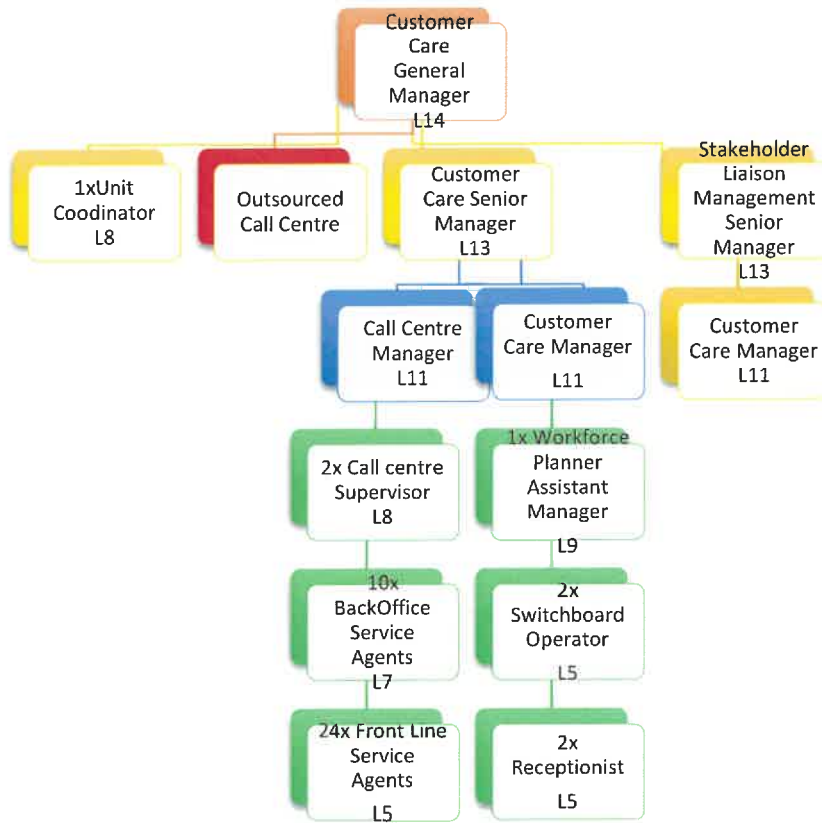 Customer
Care
General
Manager
L14
1xUnit
Coodinator
L8
Outsourced
Call Centre
Customer
Care Senior
Manager
L13
Stakeholder
Liaison
Management
Senior
Manager
L13
Call Centre
Manager
L11
Customer
Care Manager
L11
Customer
Care Manager
L11
2x Call centre
Supervisor
L8
1x Workforce
Planner
Assistant
Manager
L9
10x
BackOffice
Service
Agents
L7
2x
Switchboard
Operator
L5
24x Front Line
Service
Agents
L5
2x
Receptionist
L5